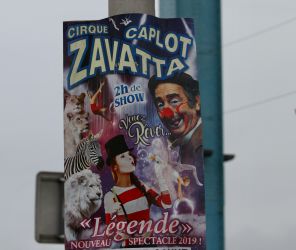 CIRQUE CAPLOT
ZAVATTA
2h de
SHOW
Venez
Rêver...
«Légende»
NOUVEAU SPECTACLE 2019 !